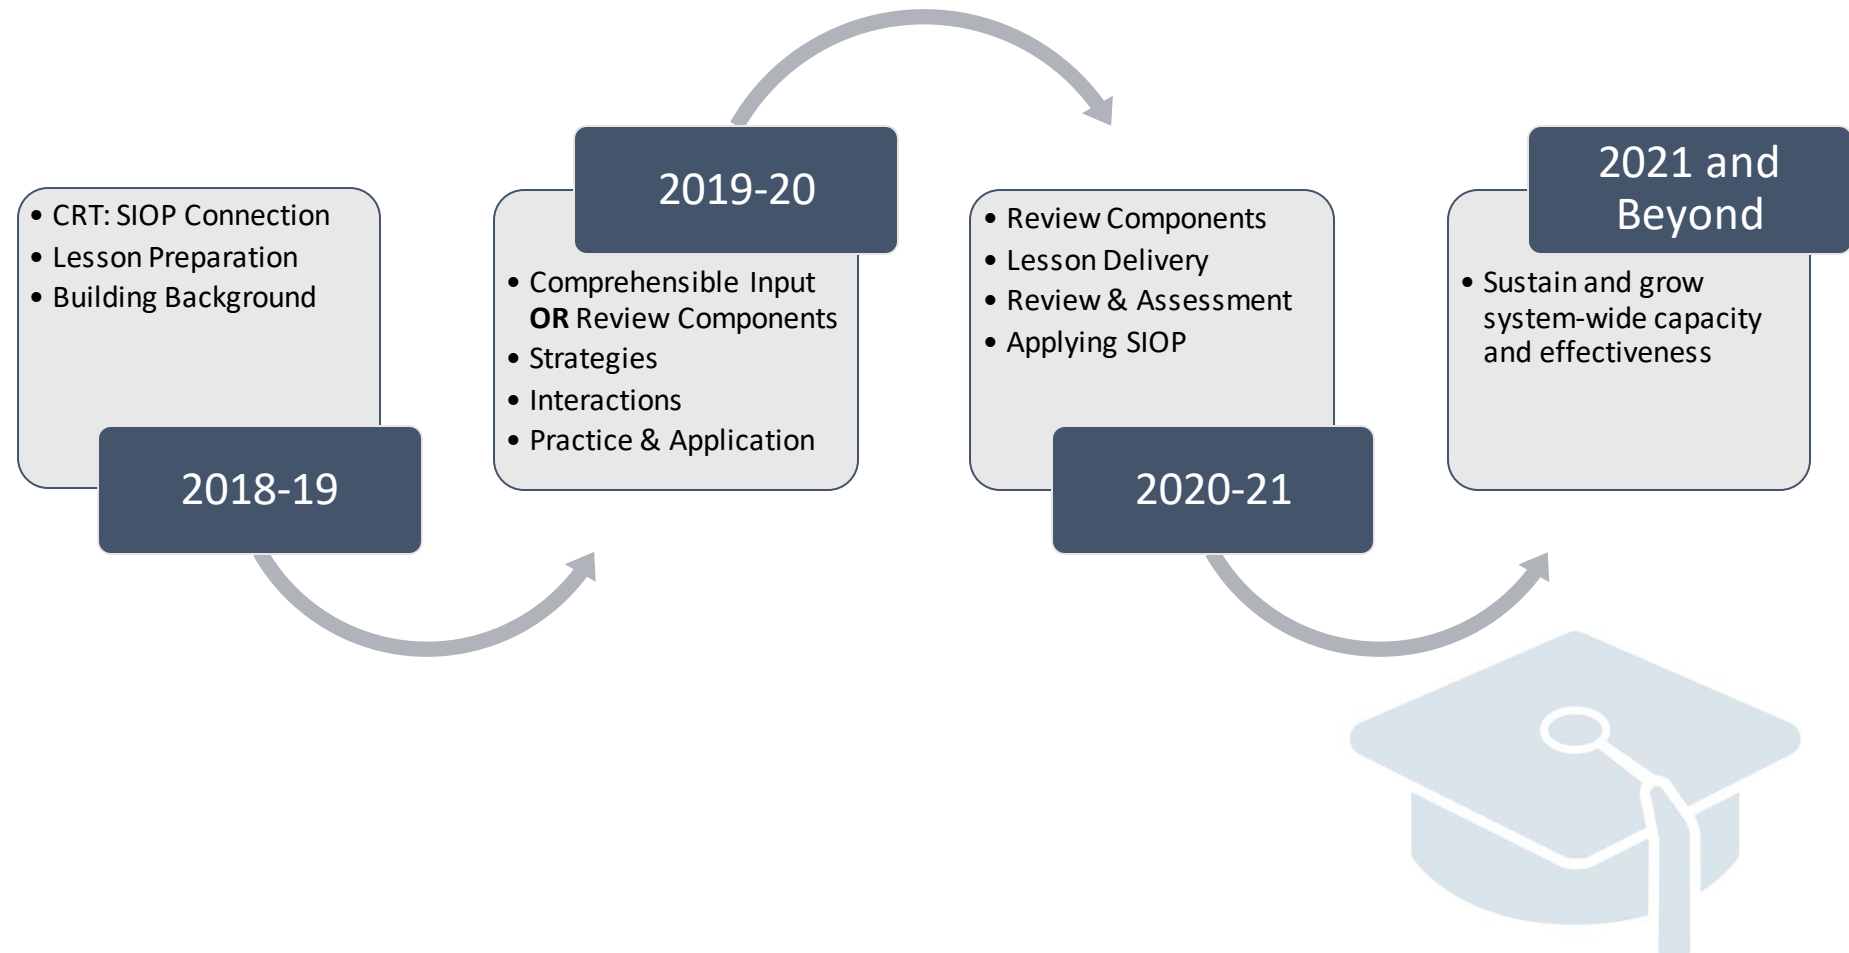 • CRT: SIOP Connection
• Lesson Preparation
• Building Background
2018-19
2019-20
• Comprehensible Input
OR Review Components
• Strategies
• Interactions
• Practice & Application
• Review Components
• Lesson Delivery
• Review & Assessment
• Applying SIOP
2020-21
2021 and
Beyond
• Sustain and grow
system-wide capacity
and effectiveness